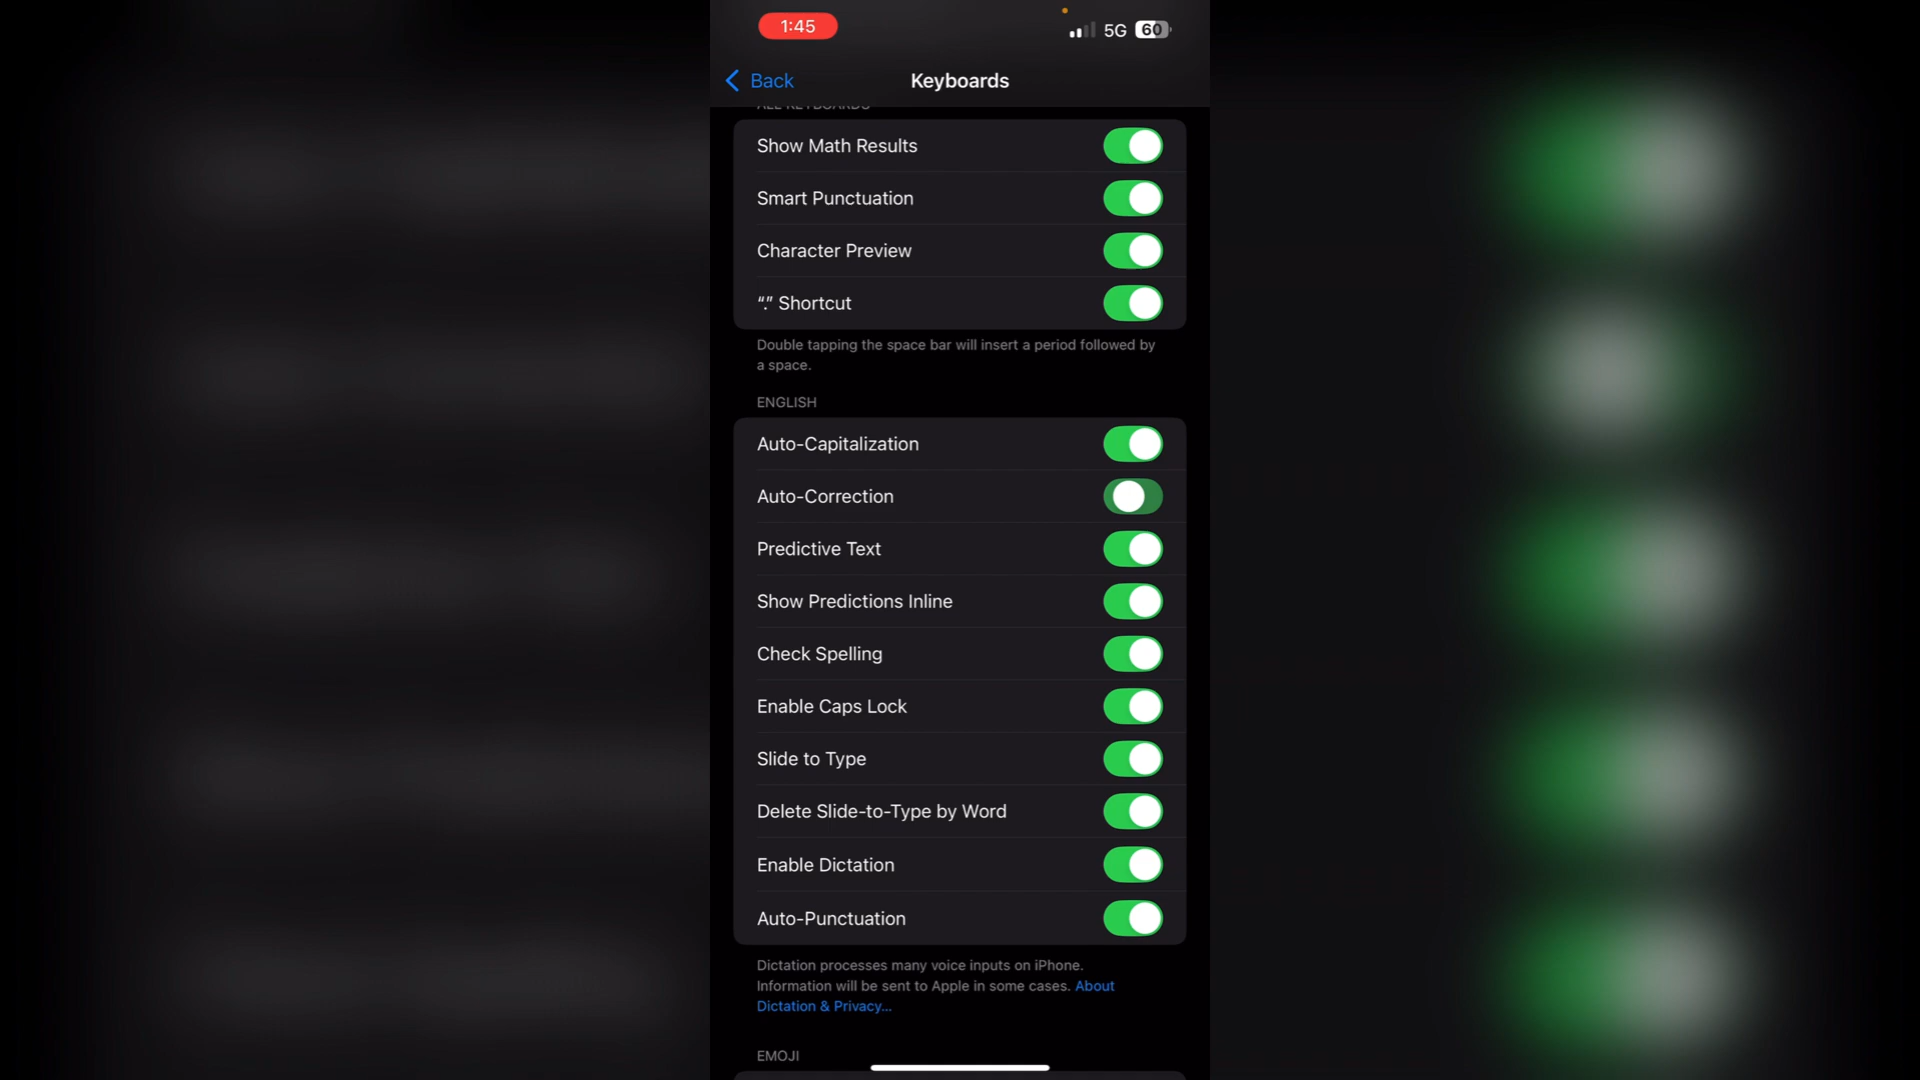 1:45
5G 60
Back
Keyboards
ALL KEYBOARDS
Show Math Results
Smart Punctuation
Character Preview
“.” Shortcut
Double tapping the space bar will insert a period followed by
a space.
ENGLISH
Auto-Capitalization
Auto-Correction
Predictive Text
Show Predictions Inline
Check Spelling
Enable Caps Lock
Slide to Type
Delete Slide-to-Type by Word
Enable Dictation
Auto-Punctuation
Dictation processes many voice inputs on iPhone.
Information will be sent to Apple in some cases. About
Dictation & Privacy...
EMOJI